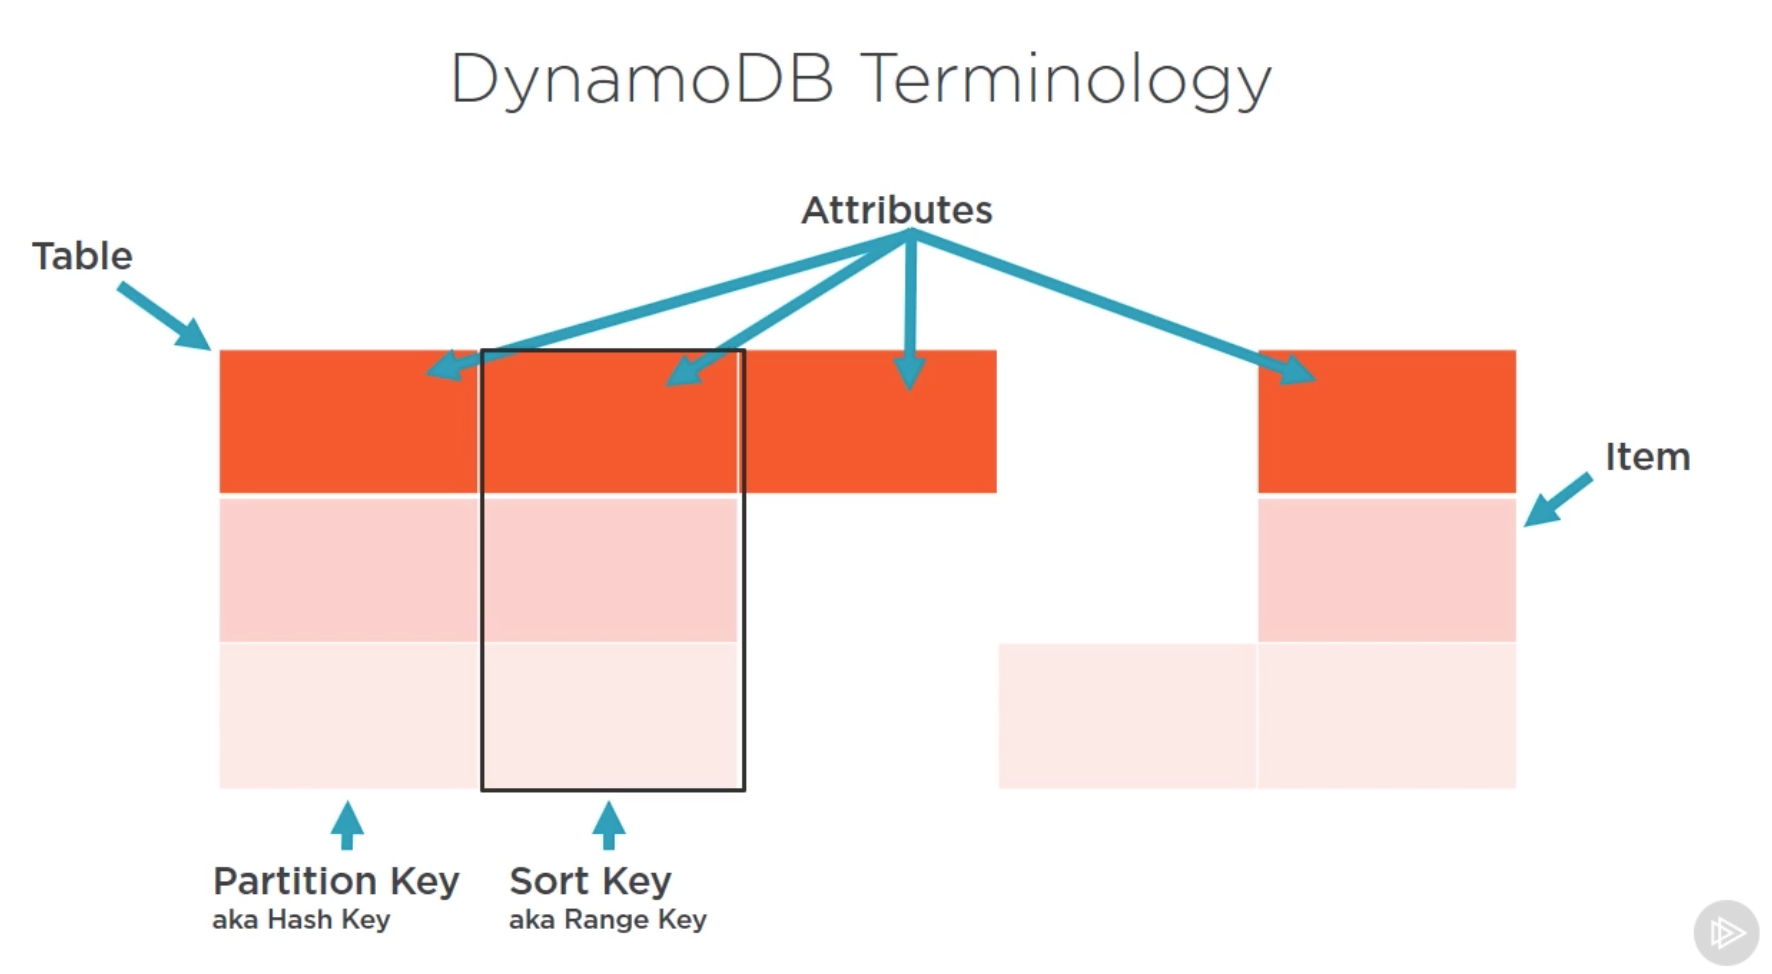 DynamoDB Terminology
Attributes
Table
Item
Partition Key
aka Hash Key
Sort Key
aka Range Key